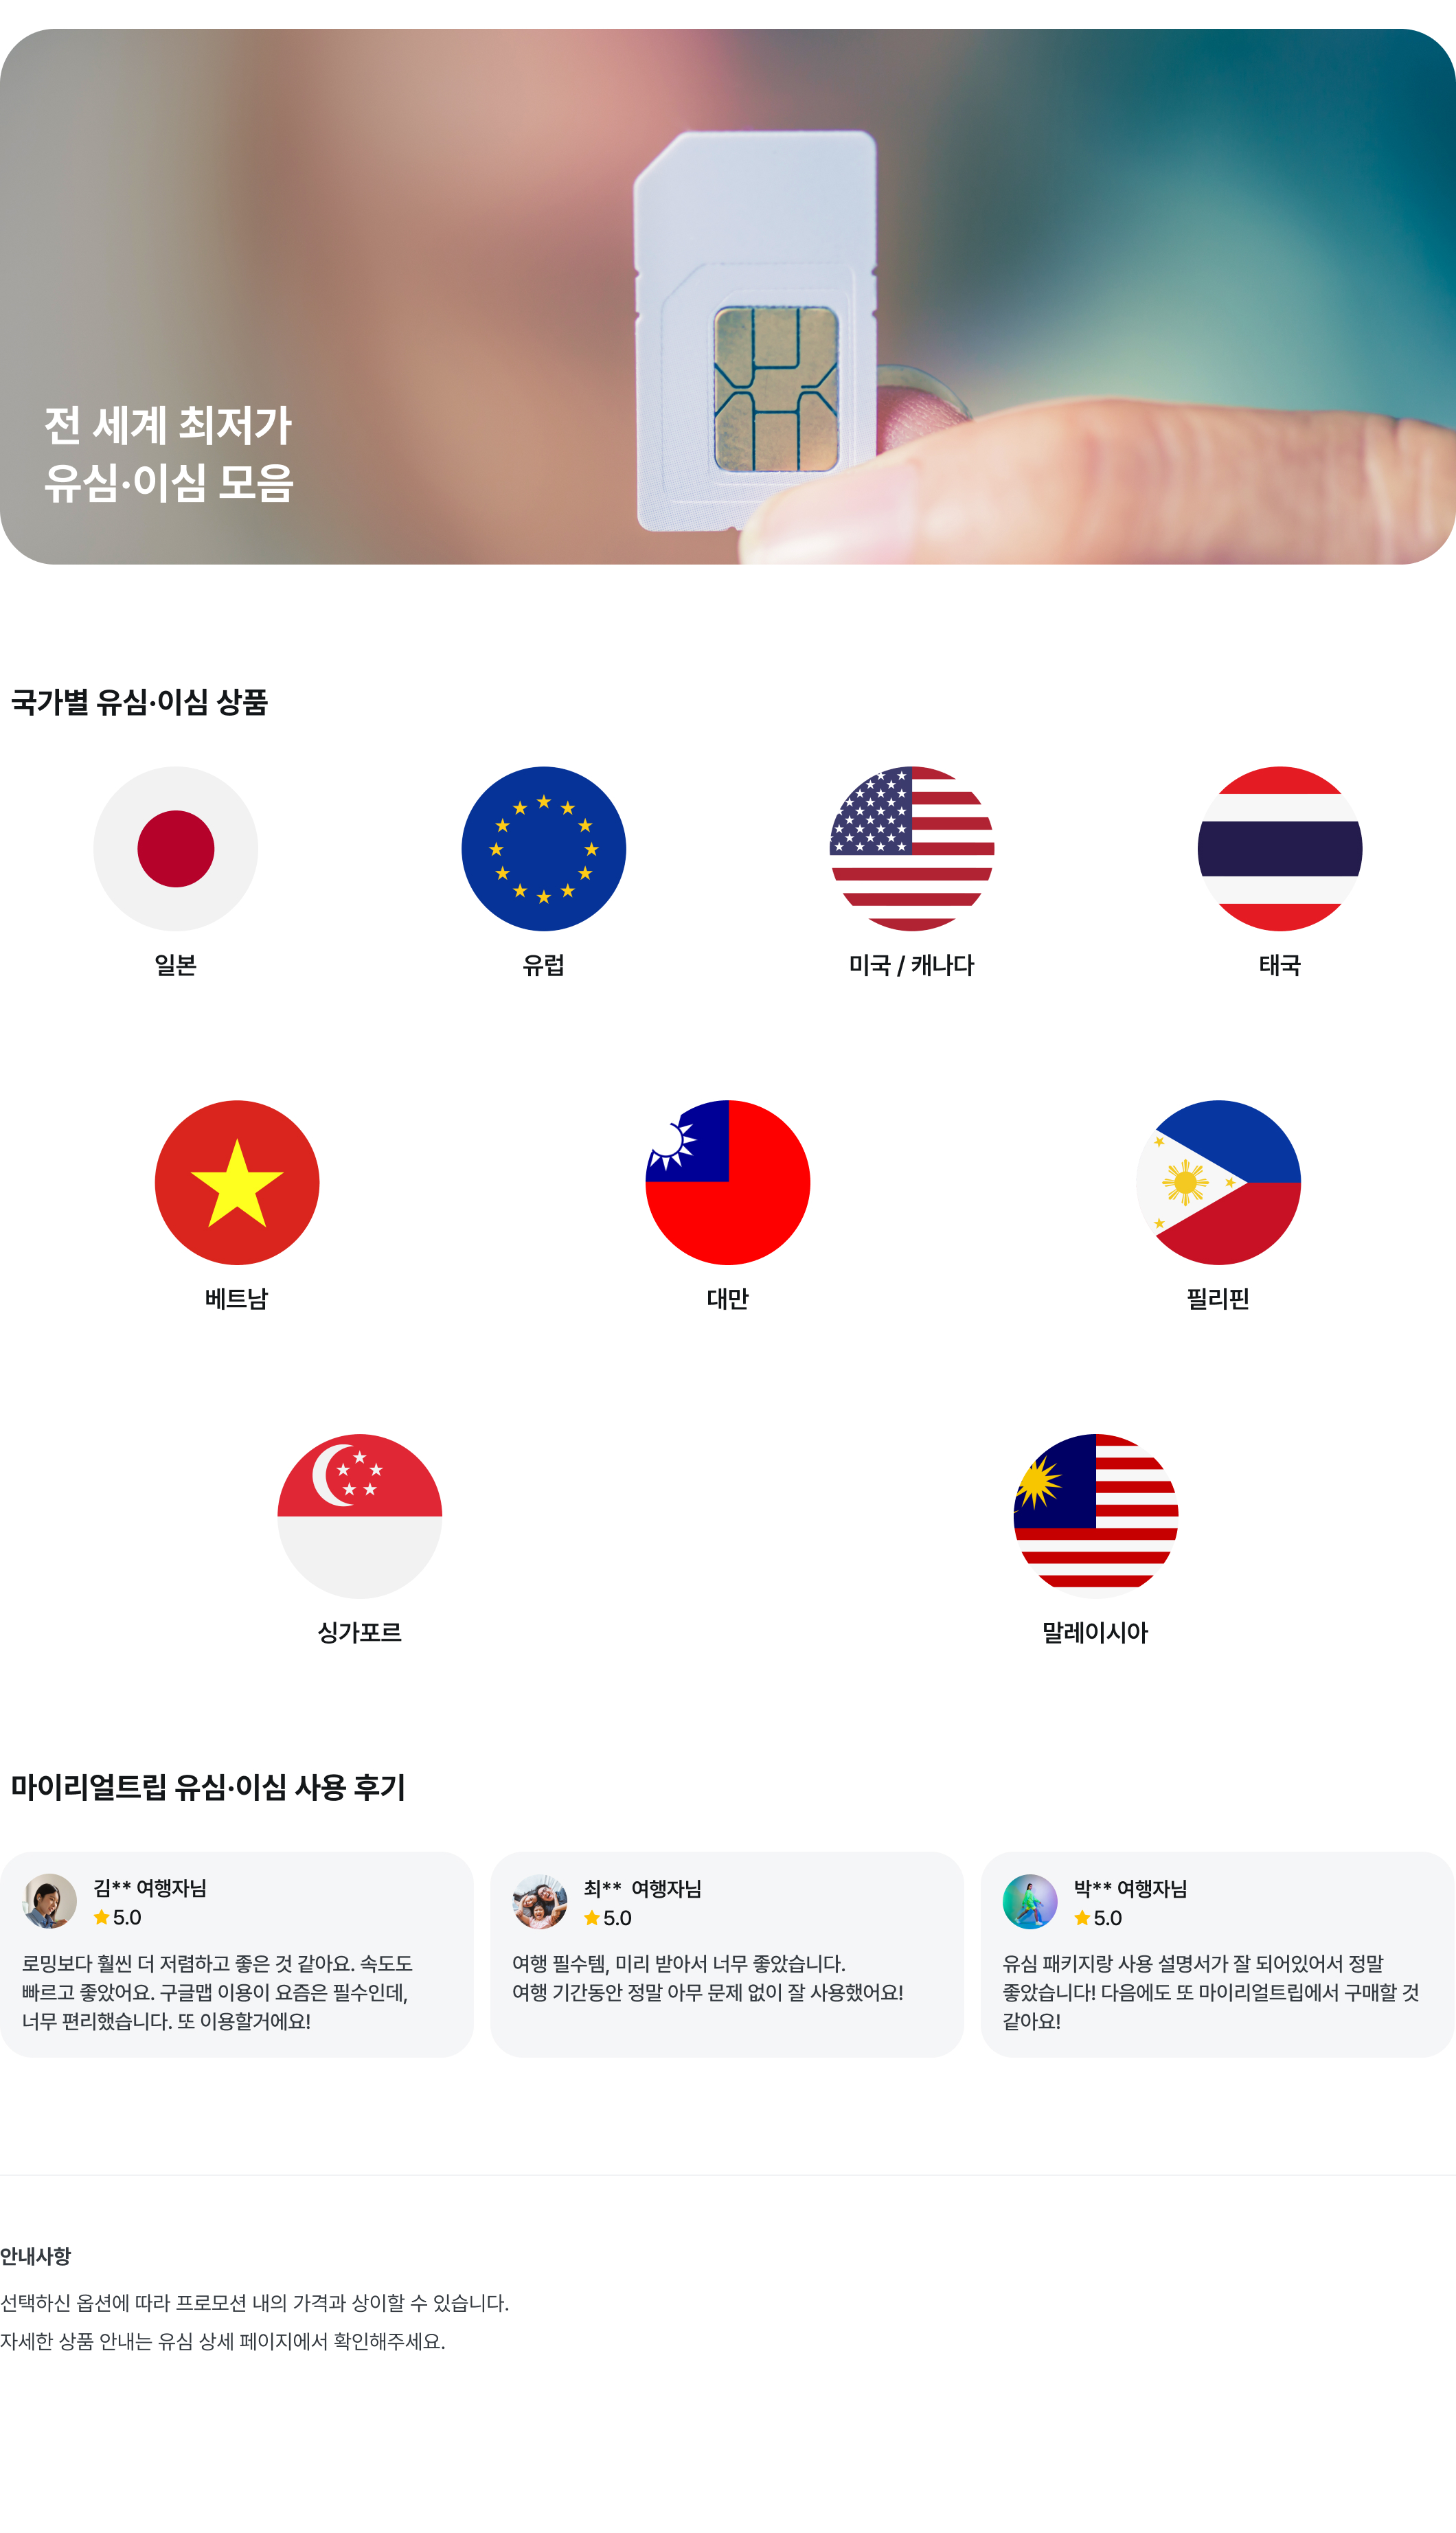 전 세계 최저가
유심·이심 모음
국가별 유심·이심 상품
일본
유럽
미국 / 캐나다
태국
베트남
대만
필리핀
싱가포르
말레이시아
마이리얼트립 유심·이심 사용 후기
김** 여행자님
5.0
로밍보다 훨씬 더 저렴하고 좋은 것 같아요. 속도도
빠르고 좋았어요. 구글맵 이용이 요즘은 필수인데,
너무 편리했습니다. 또 이용할거에요!
최** 여행자님
5.0
여행 필수템, 미리 받아서 너무 좋았습니다.
여행 기간동안 정말 아무 문제 없이 잘 사용했어요!
박** 여행자님
5.0
유심 패키지랑 사용 설명서가 잘 되어있어서 정말
좋았습니다! 다음에도 또 마이리얼트립에서 구매할 것
같아요!
안내사항
선택하신 옵션에 따라 프로모션 내의 가격과 상이할 수 있습니다.
자세한 상품 안내는 유심 상세 페이지에서 확인해주세요.